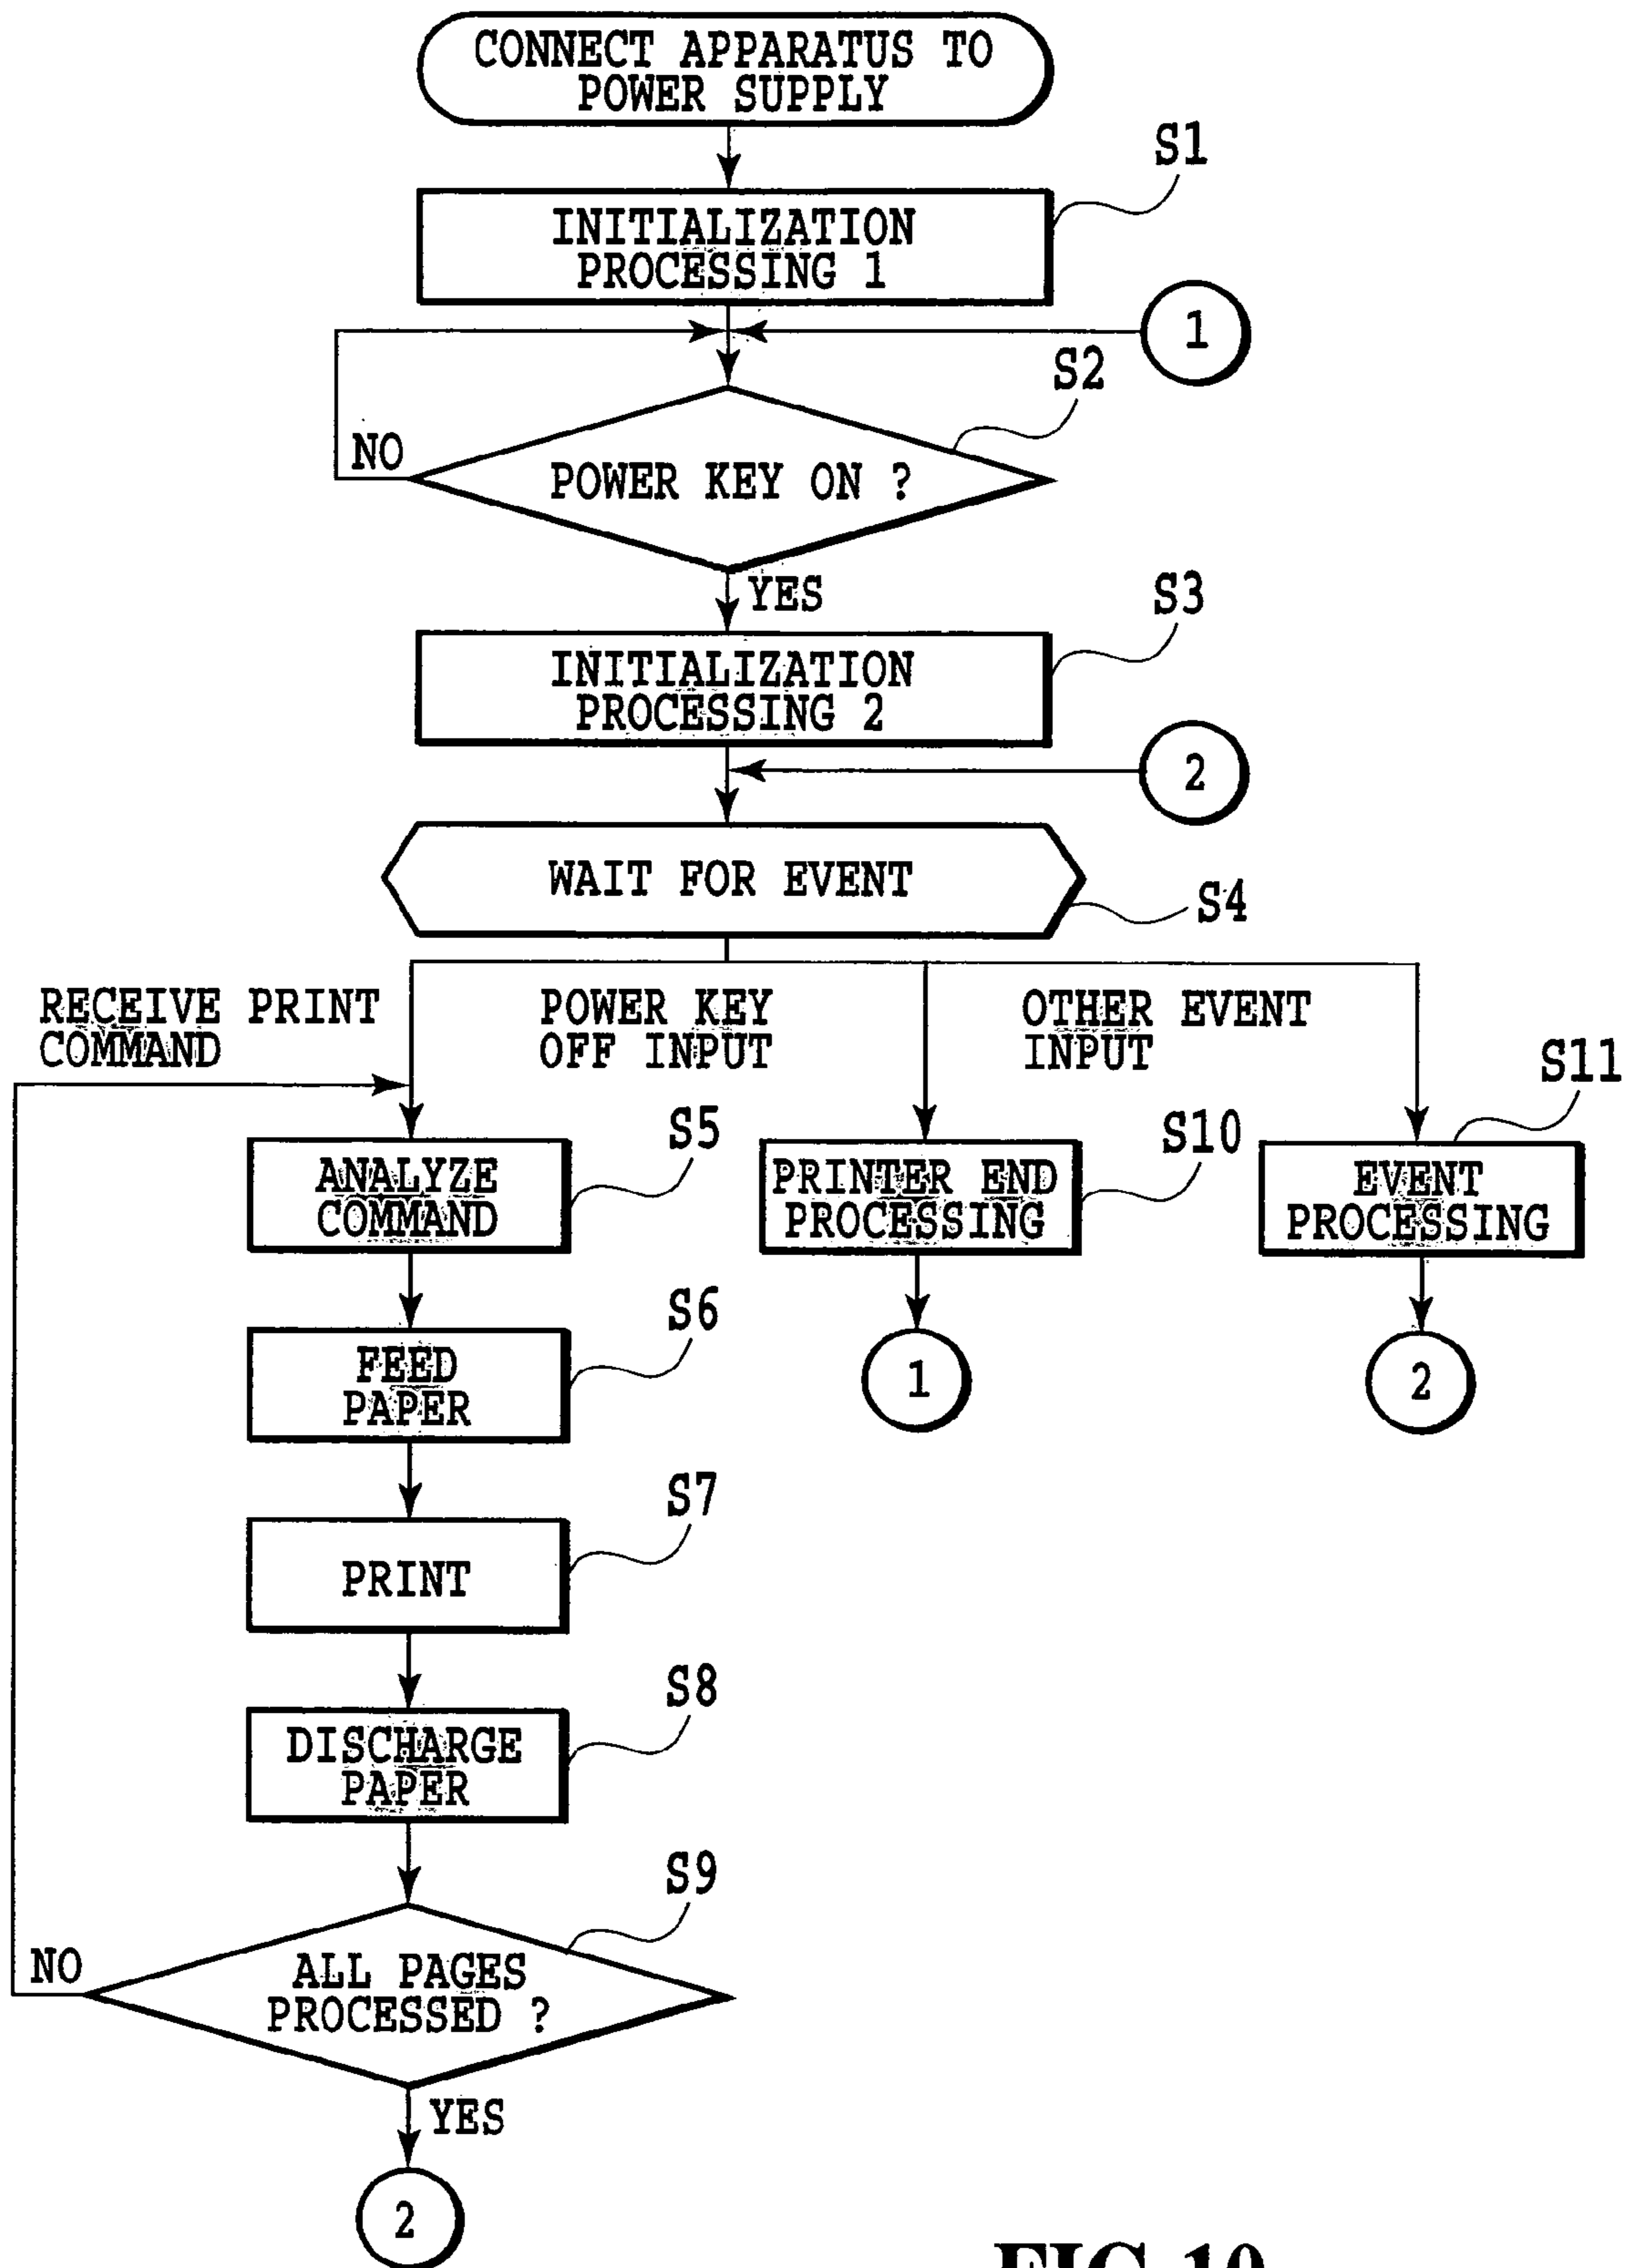 CONNECT APPARATUS TO
POWER SUPPLY
S1
INITIALIZATION
PROCESSING 1
1
S2
NO
POWER KEY ON ?
YES
S3
INITIALIZATION
PROCESSING 2
2
WAIT FOR EVENT
S4
RECEIVE PRINT
COMMAND
POWER KEY
OFF INPUT
OTHER EVENT
INPUT
S11
S5
ANALYZE
COMMAND
S10
PRINTER END
PROCESSING
EVENT
PROCESSING
S6
FEED
PAPER
1
2
S7
PRINT
S8
DISCHARGE
PAPER
S9
NO
ALL PAGES
PROCESSED ?
YES
2
FIG.10